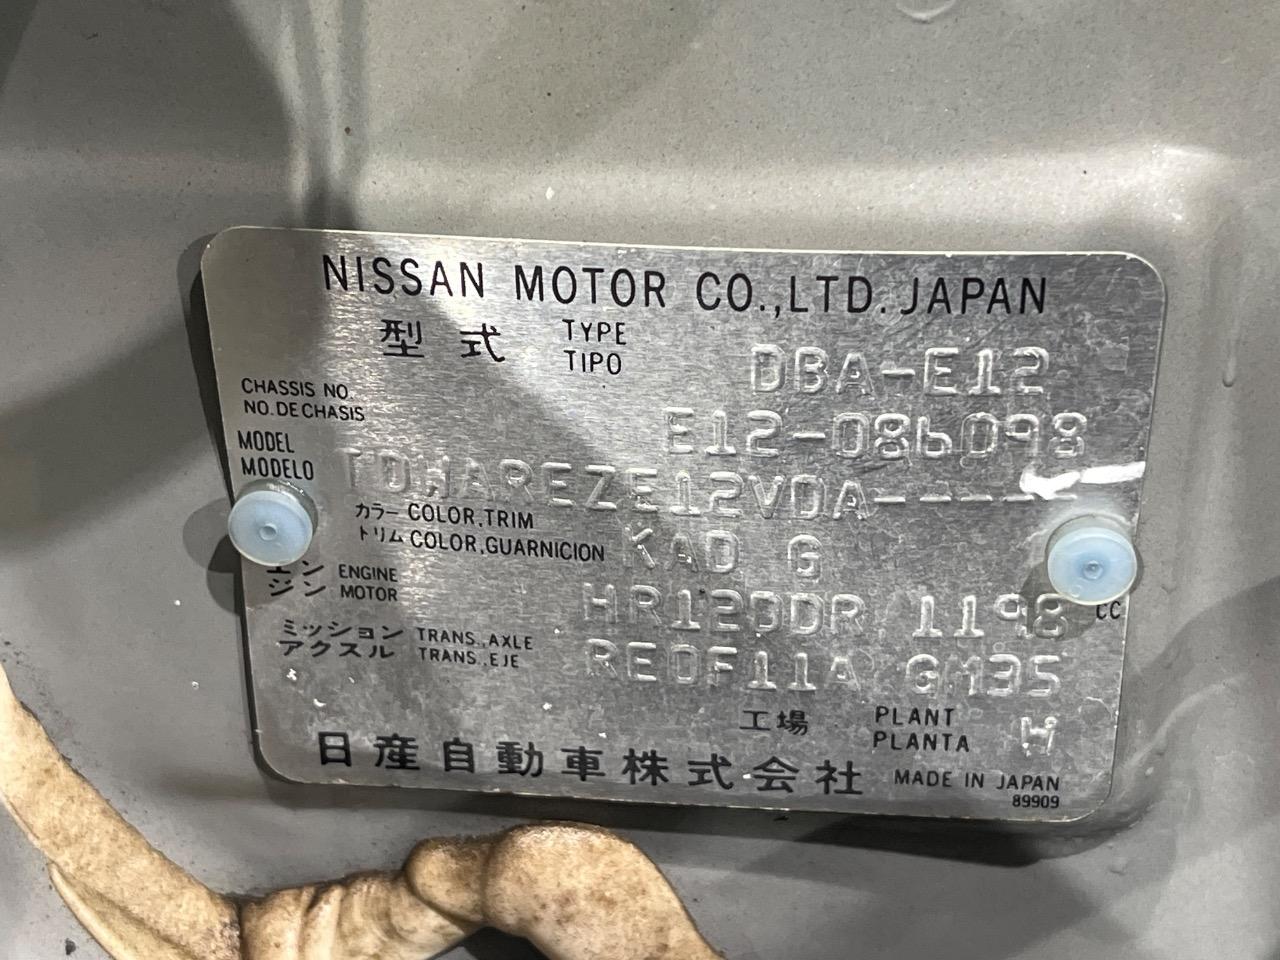 NISSAN MOTOR CO.,LTD. JAPAN
型式 TYPE TIPO DBA-E12
CHASSIS NO. NO. DE CHASIS E12-086098
MODEL MODELO TDWAREZE12VDA-----
カラー COLOR,TRIM
トリム COLOR,GUARNICION KAD G
エンジン ENGINE MOTOR HR12DDR 1198 CC
ミッション TRANS.,AXLE
アクスル TRANS.,EJE RE0F11A GM35
工場 PLANT PLANTA H
日産自動車株式会社 MADE IN JAPAN
89909